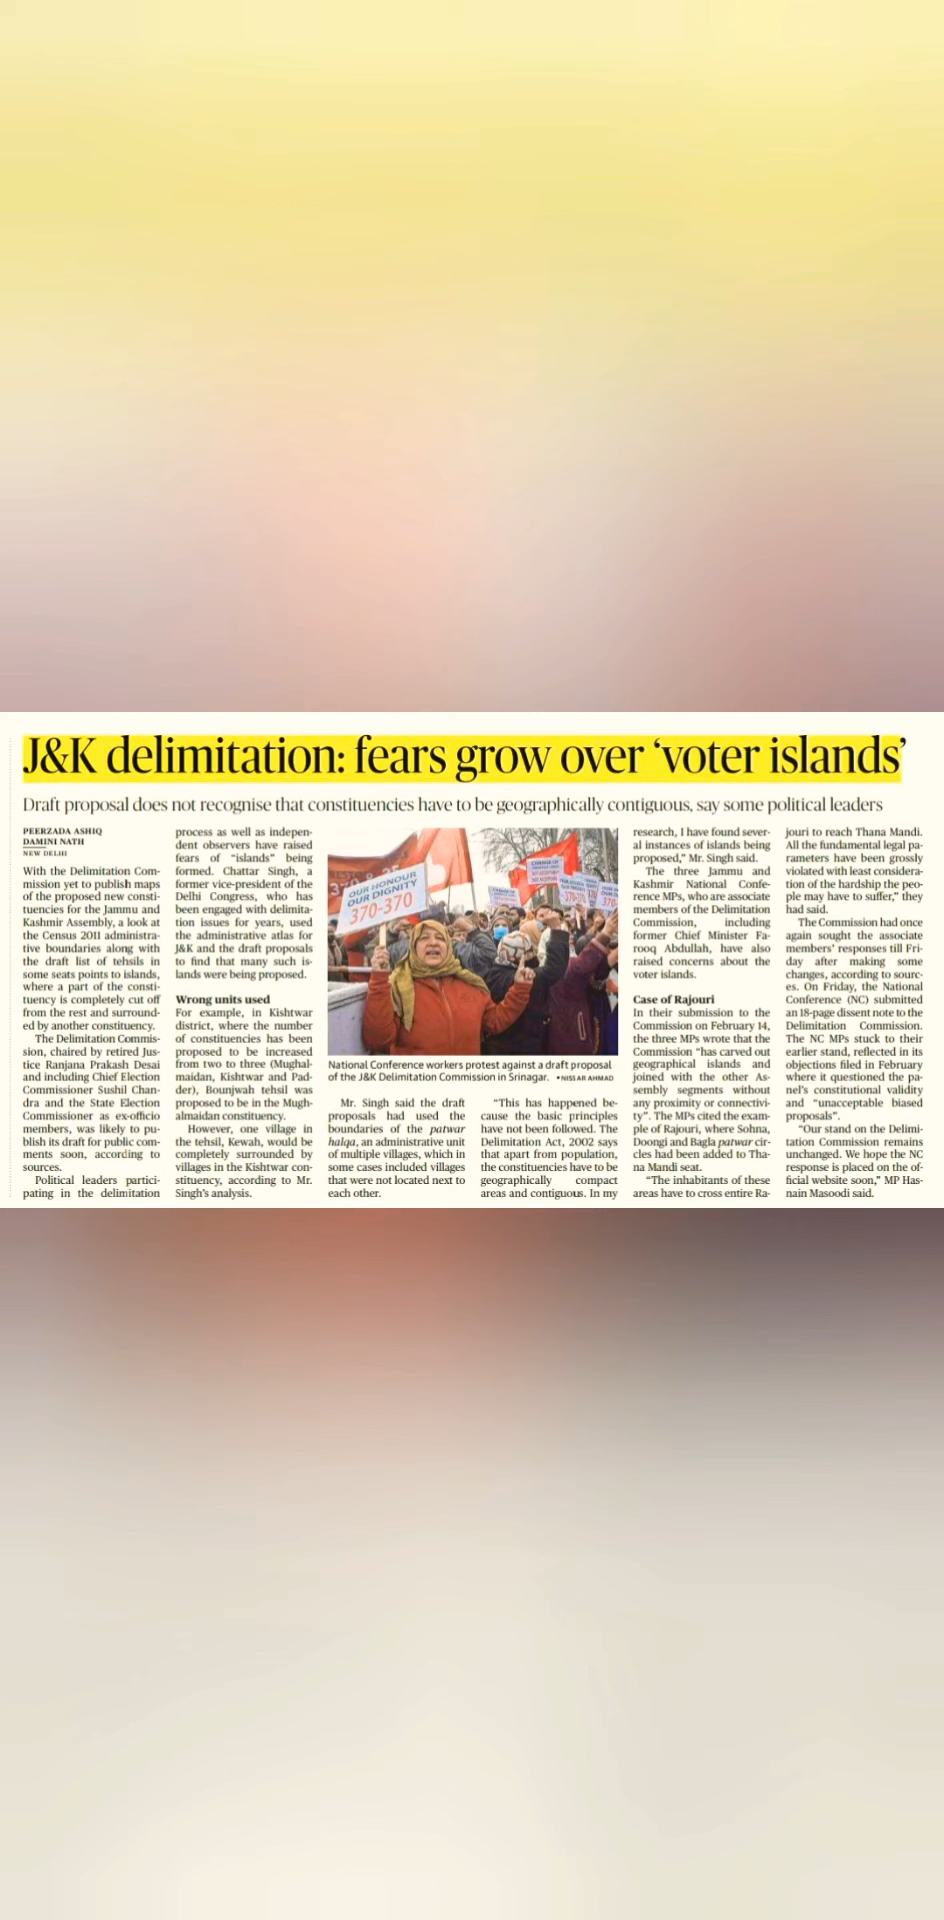 J&K delimitation: fears grow over ‘voter islands’
Draft proposal does not recognise that constituencies have to be geographically contiguous, say some political leaders
PEERZADA ASHIQ
DAMINI NATH
NEW DELHI
With the Delimitation Com-
mission yet to publish maps
of the proposed new consti-
tuencies for the Jammu and
Kashmir Assembly, a look at
the Census 2011 administra-
tive boundaries along with
the draft list of tehsils in
some seats points to islands,
where a part of the consti-
tuency is completely cut off
from the rest and surround-
ed by another constituency.
The Delimitation Commis-
sion, chaired by retired Jus-
tice Ranjana Prakash Desai
and including Chief Election
Commissioner Sushil Chan-
dra and the State Election
Commissioner as ex-officio
members, was likely to pu-
blish its draft for public com-
ments soon, according to
sources.
Political leaders partici-
pating in the delimitation
process as well as indepen-
dent observers have raised
fears of “islands” being
formed. Chattar Singh, a
former vice-president of the
Delhi Congress, who has
been engaged with delimita-
tion issues for years, used
the administrative atlas for
J&K and the draft proposals
to find that many such is-
lands were being proposed.
Wrong units used
For example, in Kishtwar
district, where the number
of constituencies has been
proposed to be increased
from two to three (Mughal-
maidan, Kishtwar and Pad-
der), Bounjwah tehsil was
proposed to be in the Mugh-
almaidan constituency.
However, one village in
the tehsil, Kewah, would be
completely surrounded by
villages in the Kishtwar con-
stituency, according to Mr.
Singh’s analysis.
OUR HONOUR
OUR DIGNITY
370-370
National Conference workers protest against a draft proposal
of the J&K Delimitation Commission in Srinagar. • NISSAR AHMAD
Mr. Singh said the draft
proposals had used the
boundaries of the patwar
halqa, an administrative unit
of multiple villages, which in
some cases included villages
that were not located next to
each other.
“This has happened be-
cause the basic principles
have not been followed. The
Delimitation Act, 2002 says
that apart from population,
the constituencies have to be
geographically compact
areas and contiguous. In my
research, I have found sever-
al instances of islands being
proposed,” Mr. Singh said.
The three Jammu and
Kashmir National Confe-
rence MPs, who are associate
members of the Delimitation
Commission, including
former Chief Minister Fa-
rooq Abdullah, have also
raised concerns about the
voter islands.
Case of Rajouri
In their submission to the
Commission on February 14,
the three MPs wrote that the
Commission “has carved out
geographical islands and
joined with the other As-
sembly segments without
any proximity or connectivi-
ty”. The MPs cited the exam-
ple of Rajouri, where Sohna,
Doongi and Bagla patwar cir-
cles had been added to Tha-
na Mandi seat.
“The inhabitants of these
areas have to cross entire Ra-
jouri to reach Thana Mandi.
All the fundamental legal pa-
rameters have been grossly
violated with least considera-
tion of the hardship the peo-
ple may have to suffer,” they
had said.
The Commission had once
again sought the associate
members’ responses till Fri-
day after making some
changes, according to sourc-
es. On Friday, the National
Conference (NC) submitted
an 18-page dissent note to the
Delimitation Commission.
The NC MPs stuck to their
earlier stand, reflected in its
objections filed in February
where it questioned the pa-
nel’s constitutional validity
and “unacceptable biased
proposals”.
“Our stand on the Delimi-
tation Commission remains
unchanged. We hope the NC
response is placed on the of-
ficial website soon,” MP Has-
nain Masoodi said.